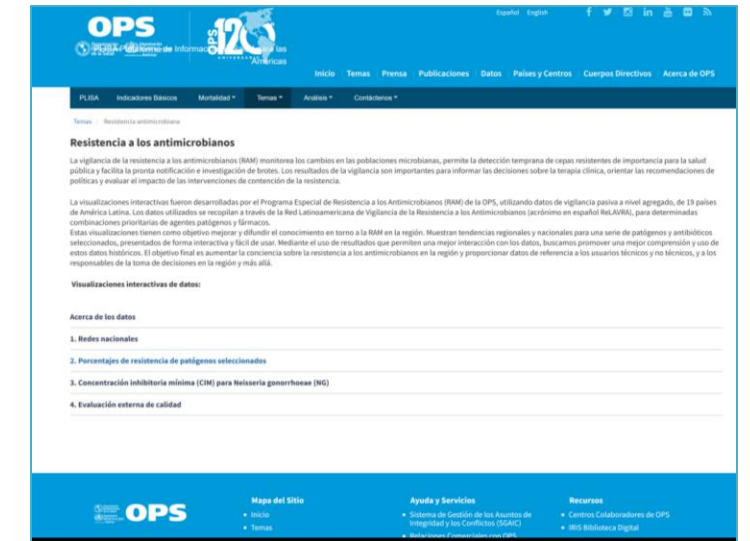 Español English
OPS
120
PLISA Plataforma de Información para las Américas
Inicio Temas Prensa Publicaciones Datos Países y Centros Cuerpos Directivos Acerca de OPS
PLISA Indicadores Básicos Mortalidad Temas Análisis Contáctenos
Temas / Resistencia antimicrobiana
Resistencia a los antimicrobianos
La vigilancia de la resistencia a los antimicrobianos (RAM) monitorea los cambios en las poblaciones microbianas, permite la detección temprana de cepas resistentes de importancia para la salud
pública y facilita la pronta notificación e investigación de brotes. Los resultados de la vigilancia son importantes para informar las decisiones sobre la terapia clínica, orientar las recomendaciones de
políticas y evaluar el impacto de las intervenciones de contención de la resistencia.
La visualizaciones interactivas fueron desarrolladas por el Programa Especial de Resistencia a los Antimicrobianos (RAM) de la OPS, utilizando datos de vigilancia pasiva a nivel agregado, de 19 países
de América Latina. Los datos utilizados se recopilan a través de la Red Latinoamericana de Vigilancia de la Resistencia a los Antimicrobianos (acrónimo en español ReLAVRA), para determinadas
combinaciones prioritarias de agentes patógenos y fármacos.
Estas visualizaciones tienen como objetivo mejorar y difundir el conocimiento en torno a la RAM en la región. Muestran tendencias regionales y nacionales para una serie de patógenos y antibióticos
seleccionados, presentados de forma interactiva y fácil de usar. Mediante el uso de resultados que permiten una mejor interacción con los datos, buscamos promover una mejor comprensión y uso de
estos datos históricos. El objetivo final es aumentar la conciencia sobre la resistencia a los antimicrobianos en la región y proporcionar datos de referencia a los usuarios técnicos y no técnicos, y a los
responsables de la toma de decisiones en la región y más allá.
Visualizaciones interactivas de datos:
Acerca de los datos
1. Redes nacionales
2. Porcentajes de resistencia de patógenos seleccionados
3. Concentración inhibitoria mínima (CIM) para Neisseria gonorrhoeae (NG)
4. Evaluación externa de calidad
OPS
Mapa del Sitio
Inicio
Temas
Ayuda y Servicios
Sistema de Gestión de los Asuntos de
Integridad y los Conflictos (SGAIC)
Relaciones Comerciales con OPS
Recursos
Centros Colaboradores de OPS
IRIS Biblioteca Digital